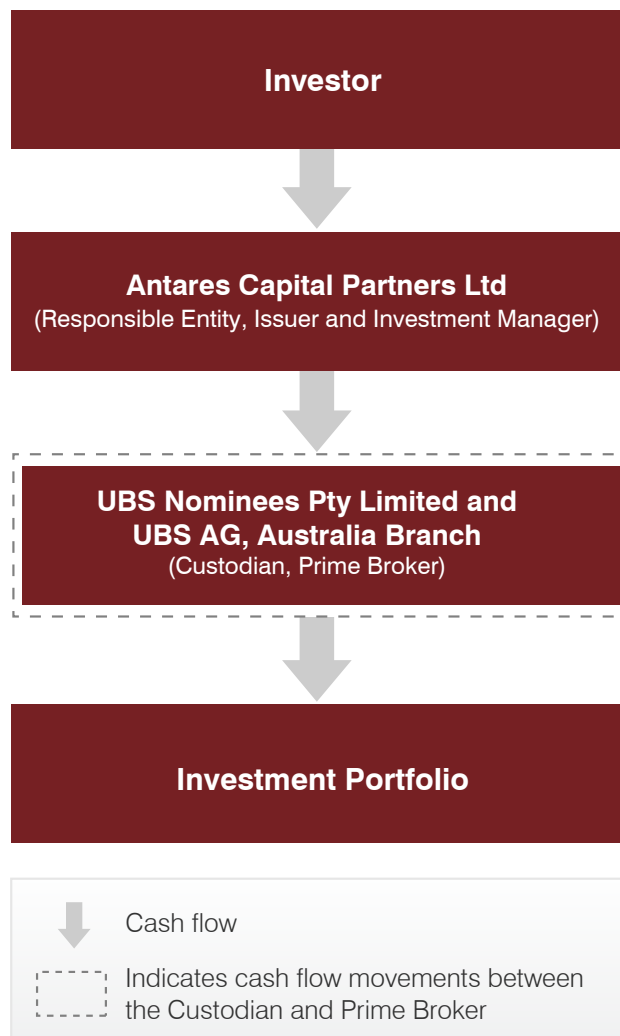 Investor
Antares Capital Partners Ltd
(Responsible Entity, Issuer and Investment Manager)
UBS Nominees Pty Limited and
UBS AG, Australia Branch
(Custodian, Prime Broker)
Investment Portfolio
Cash flow
Indicates cash flow movements between
the Custodian and Prime Broker